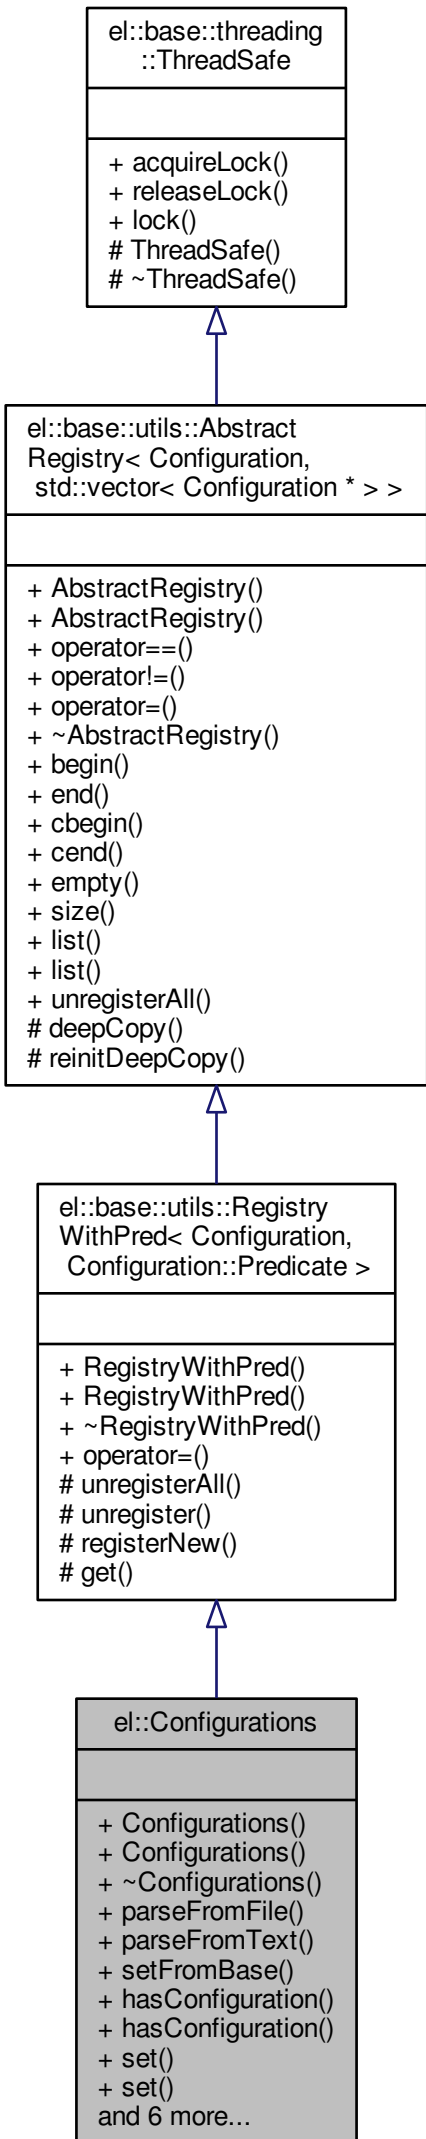 el::base::threading
::ThreadSafe
+ acquireLock()
+ releaseLock()
+ lock()
# ThreadSafe()
# ~ThreadSafe()
el::base::utils::Abstract
Registry< Configuration,
std::vector< Configuration * > >
+ AbstractRegistry()
+ AbstractRegistry()
+ operator==()
+ operator!=()
+ operator=()
+ ~AbstractRegistry()
+ begin()
+ end()
+ cbegin()
+ cend()
+ empty()
+ size()
+ list()
+ list()
+ unregisterAll()
# deepCopy()
# reinitDeepCopy()
el::base::utils::Registry
WithPred< Configuration,
Configuration::Predicate >
+ RegistryWithPred()
+ RegistryWithPred()
+ ~RegistryWithPred()
+ operator=()
# unregisterAll()
# unregister()
# registerNew()
# get()
el::Configurations
+ Configurations()
+ Configurations()
+ ~Configurations()
+ parseFromFile()
+ parseFromText()
+ setFromBase()
+ hasConfiguration()
+ hasConfiguration()
+ set()
+ set()
and 6 more...